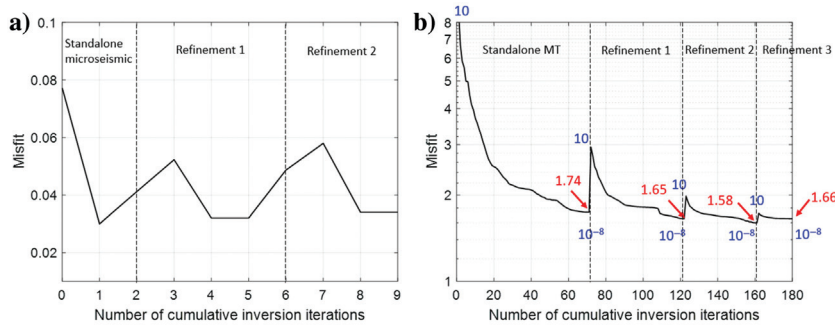 a)
0.1
0.08
0.06
0.04
0.02
Misfit
Standalone
microseismic
Refinement 1
Refinement 2
0 1 2 3 4 5 6 7 8 9
Number of cumulative inversion iterations
b)
10
8
7
6
5
4
3
2
1
Misfit
Standalone MT
Refinement 1
Refinement 2
Refinement 3
10
10
10
1.74
1.65
1.58
1.66
10⁻⁸
10⁻⁸
10⁻⁸
10⁻⁸
0 20 40 60 80 100 120 140 160 180
Number of cumulative inversion iterations